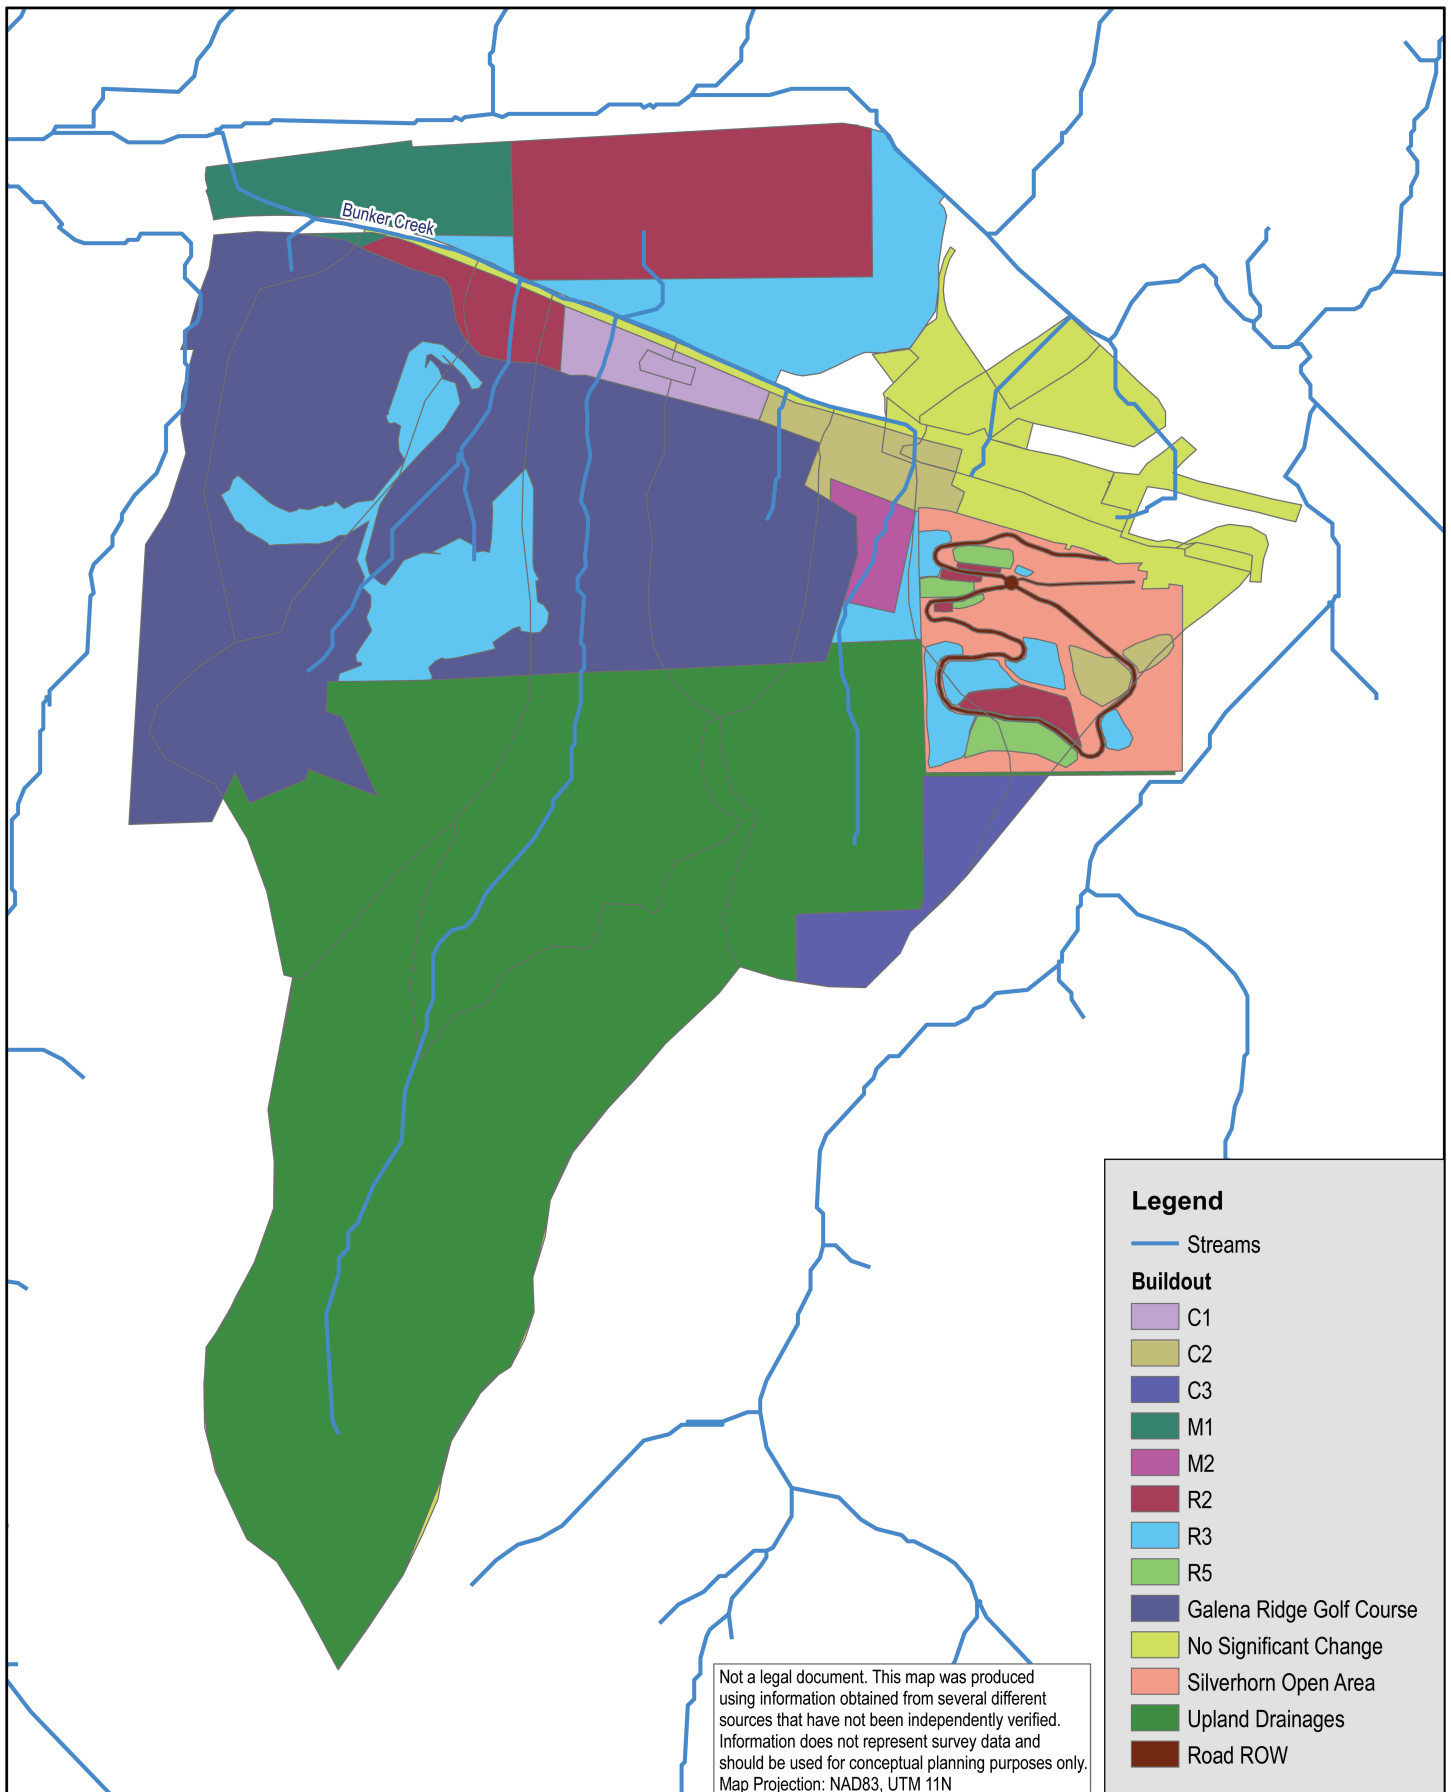 Bunker Creek
Legend
Streams
Buildout
C1
C2
C3
M1
M2
R2
R3
R5
Galena Ridge Golf Course
No Significant Change
Silverhorn Open Area
Upland Drainages
Road ROW
Not a legal document. This map was produced
using information obtained from several different
sources that have not been independently verified.
Information does not represent survey data and
should be used for conceptual planning purposes only.
Map Projection: NAD83, UTM 11N